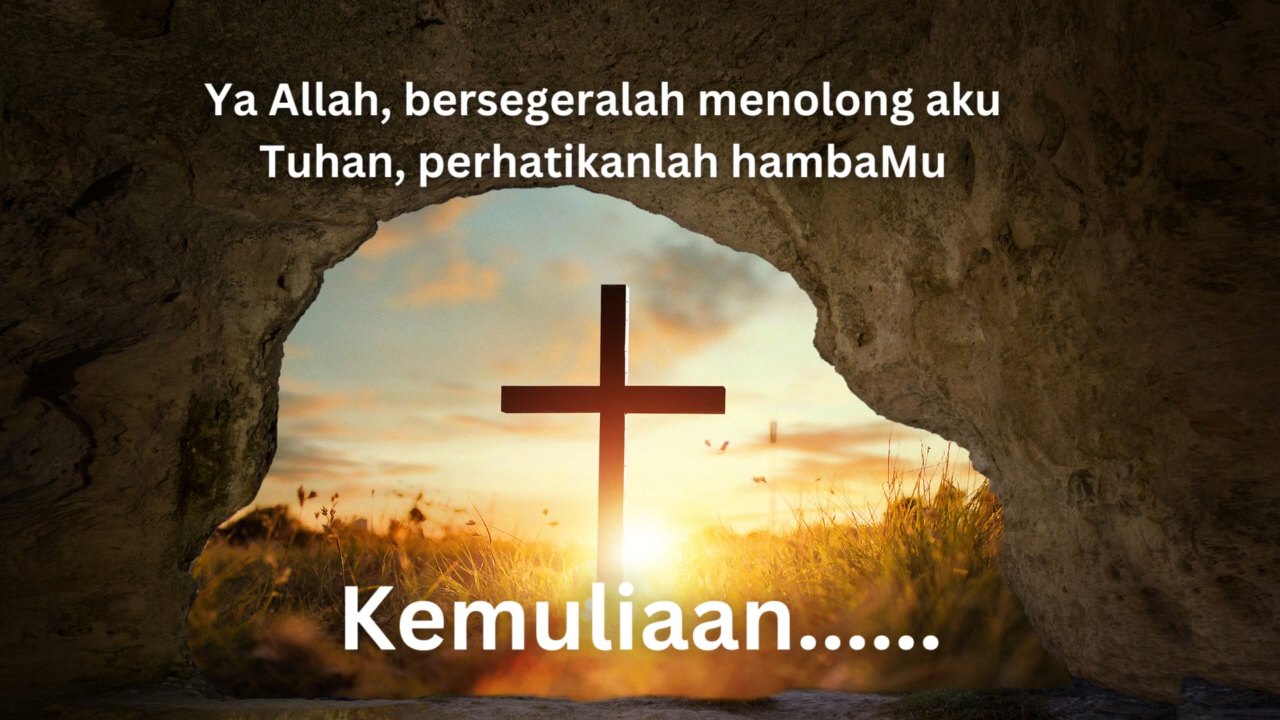 Ya Allah, bersegeralah menolong aku
Tuhan, perhatikanlah hambaMu
Kemuliaan......